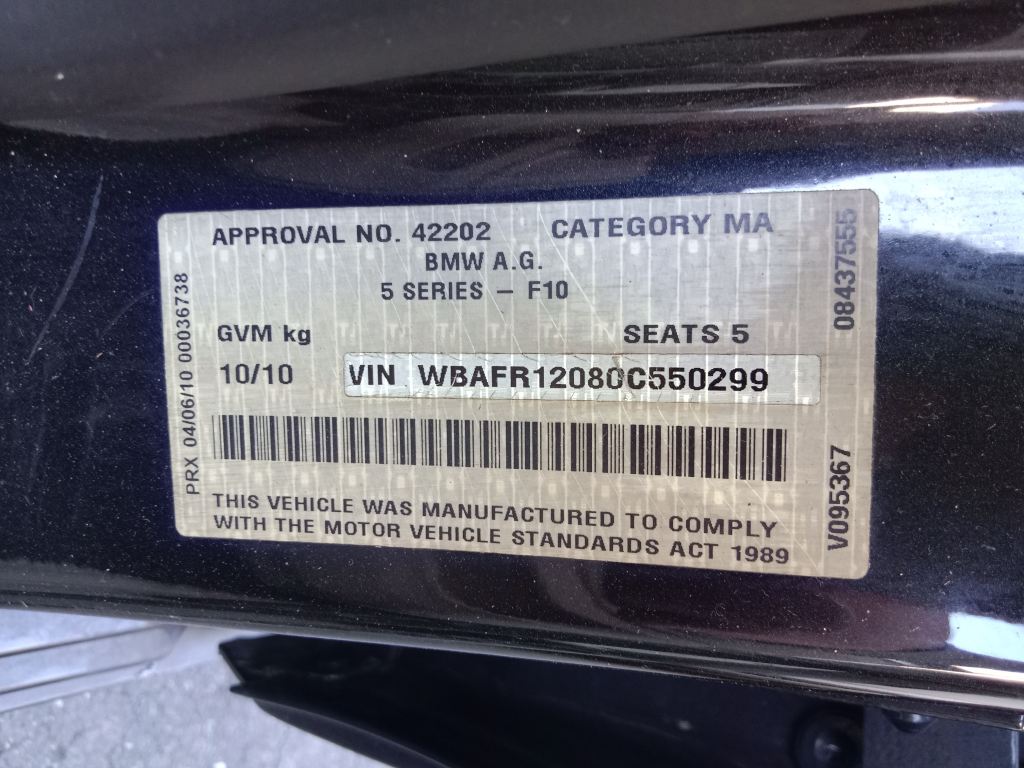 APPROVAL NO. 42202 CATEGORY MA
BMW A.G.
5 SERIES – F10
GVM kg SEATS 5
10/10 VIN WBAFR12080C550299
THIS VEHICLE WAS MANUFACTURED TO COMPLY
WITH THE MOTOR VEHICLE STANDARDS ACT 1989
PRX 04/06/10 00036738
08437555
V095367